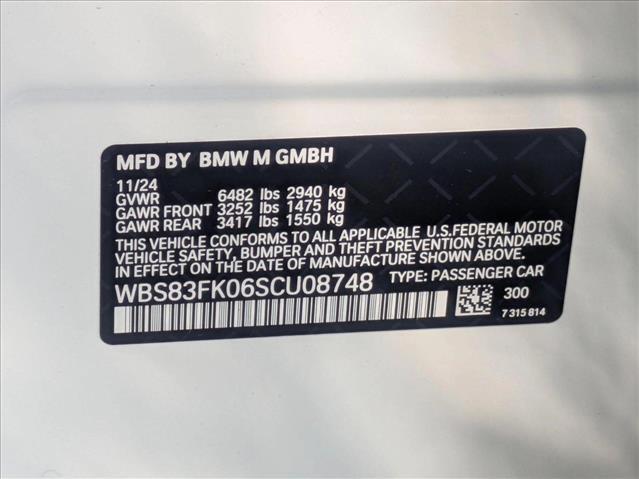 MFD BY BMW M GMBH
11/24
GVWR 6482 lbs 2940 kg
GAWR FRONT 3252 lbs 1475 kg
GAWR REAR 3417 lbs 1550 kg
THIS VEHICLE CONFORMS TO ALL APPLICABLE U.S.FEDERAL MOTOR
VEHICLE SAFETY, BUMPER AND THEFT PREVENTION STANDARDS
IN EFFECT ON THE DATE OF MANUFACTURE SHOWN ABOVE.
WBS83FK06SCU08748 TYPE: PASSENGER CAR
300
7 315 814